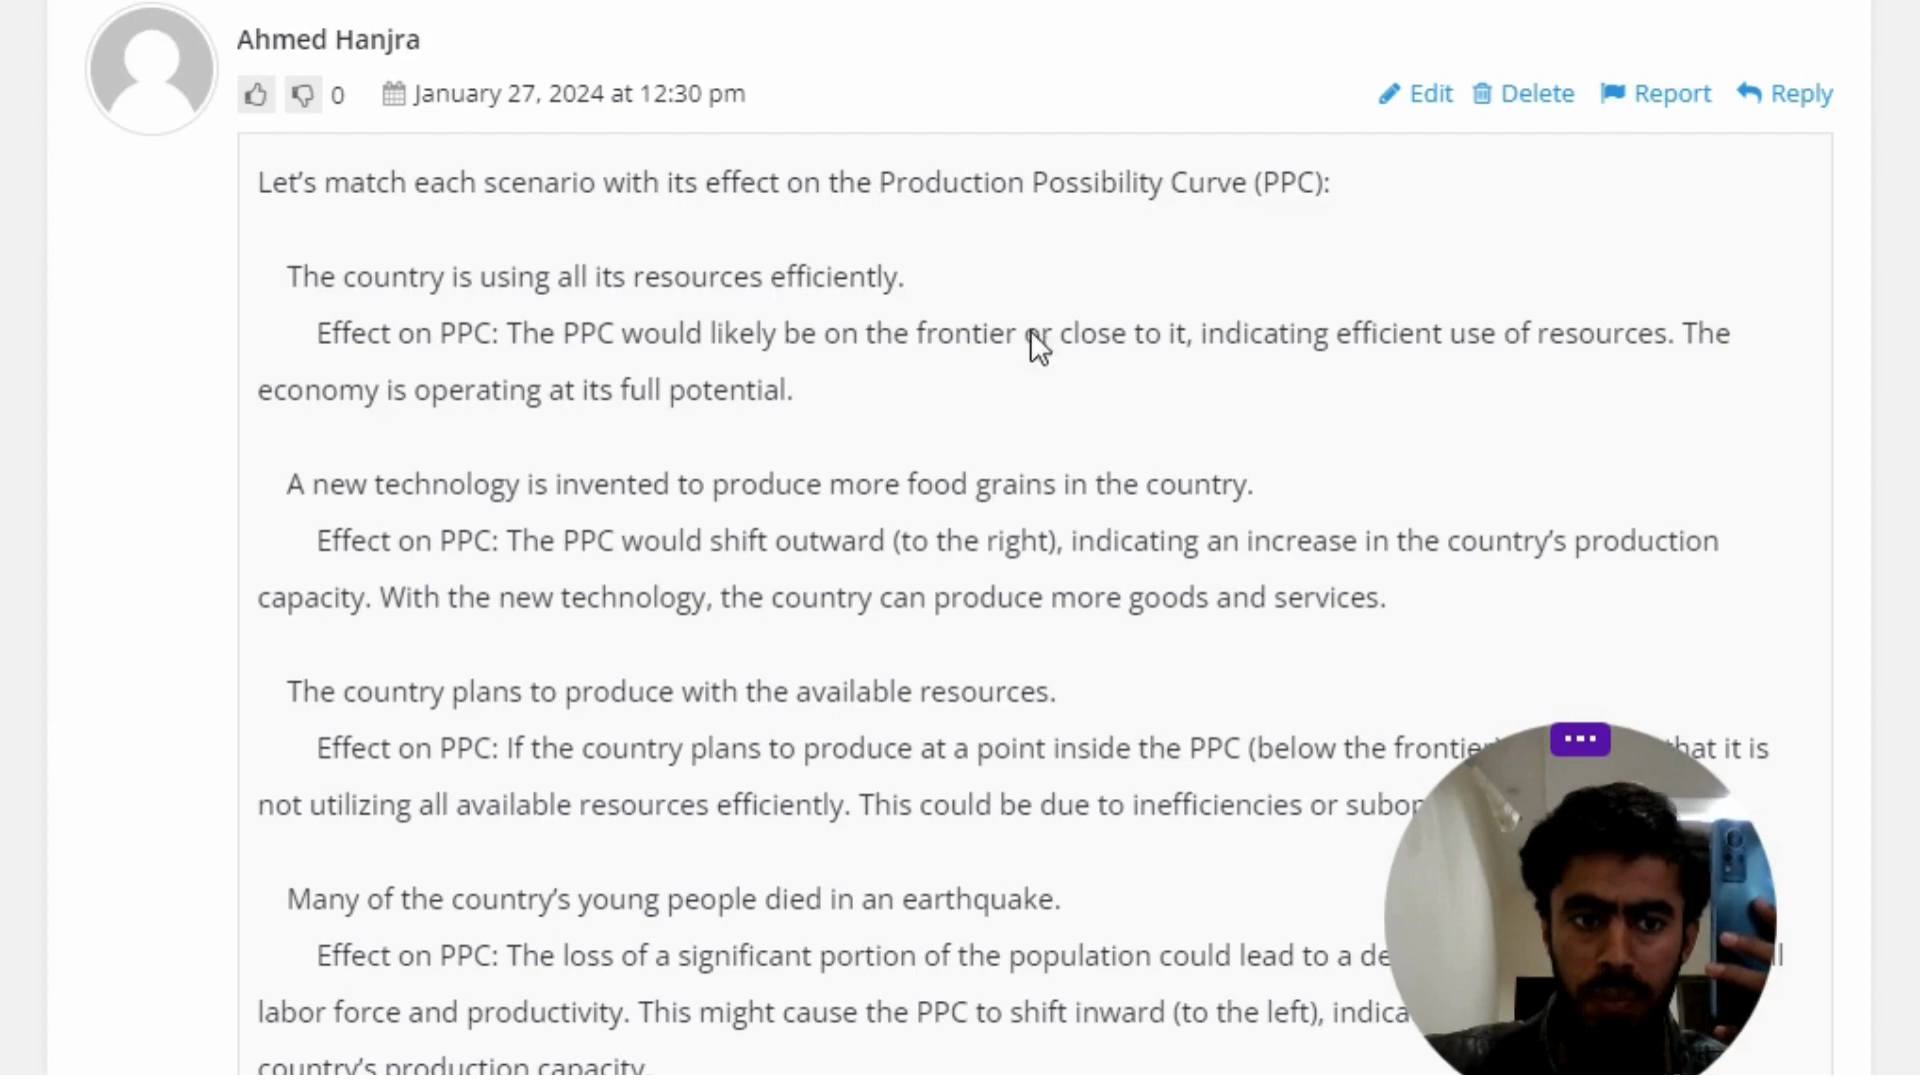 Ahmed Hanjra
0 January 27, 2024 at 12:30 pm Edit Delete Report Reply
Let’s match each scenario with its effect on the Production Possibility Curve (PPC):
The country is using all its resources efficiently.
Effect on PPC: The PPC would likely be on the frontier or close to it, indicating efficient use of resources. The
economy is operating at its full potential.
A new technology is invented to produce more food grains in the country.
Effect on PPC: The PPC would shift outward (to the right), indicating an increase in the country’s production
capacity. With the new technology, the country can produce more goods and services.
The country plans to produce with the available resources.
Effect on PPC: If the country plans to produce at a point inside the PPC (below the that it is
not utilizing all available resources efficiently. This could be due to inefficiencies or
Many of the country’s young people died in an earthquake.
Effect on PPC: The loss of a significant portion of the population could lead to a
labor force and productivity. This might cause the PPC to shift inward (to the left),
country’s production capacity.